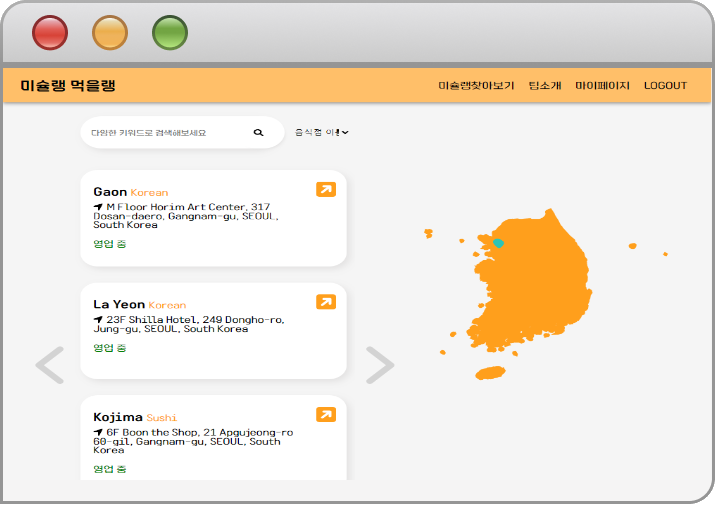 미슐랭 먹을랭
미슐랭찾아보기 팀소개 마이페이지 LOGOUT
다양한 키워드로 검색해보세요
음식점 이름
Gaon Korean
M Floor Horim Art Center, 317
Dosan-daero, Gangnam-gu, SEOUL,
South Korea
영업 중
La Yeon Korean
23F Shilla Hotel, 249 Dongho-ro,
Jung-gu, SEOUL, South Korea
영업 중
Kojima Sushi
6F Boon the Shop, 21 Apgujeong-ro
60-gil, Gangnam-gu, SEOUL, South
Korea
영업 중